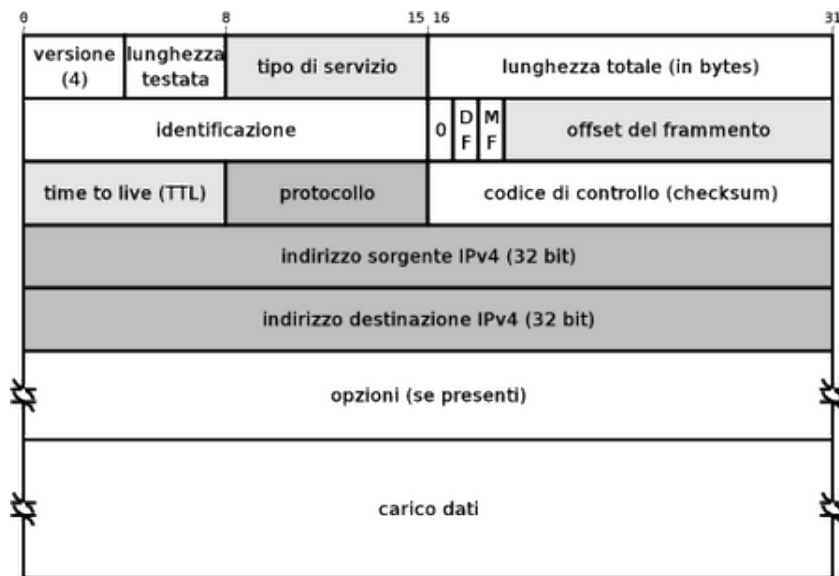 0 8 15 16 31
versione lunghezza tipo di servizio lunghezza totale (in bytes)
(4) testata
identificazione 0 D M offset del frammento
F F
time to live (TTL) protocollo codice di controllo (checksum)
indirizzo sorgente IPv4 (32 bit)
indirizzo destinazione IPv4 (32 bit)
opzioni (se presenti)
carico dati